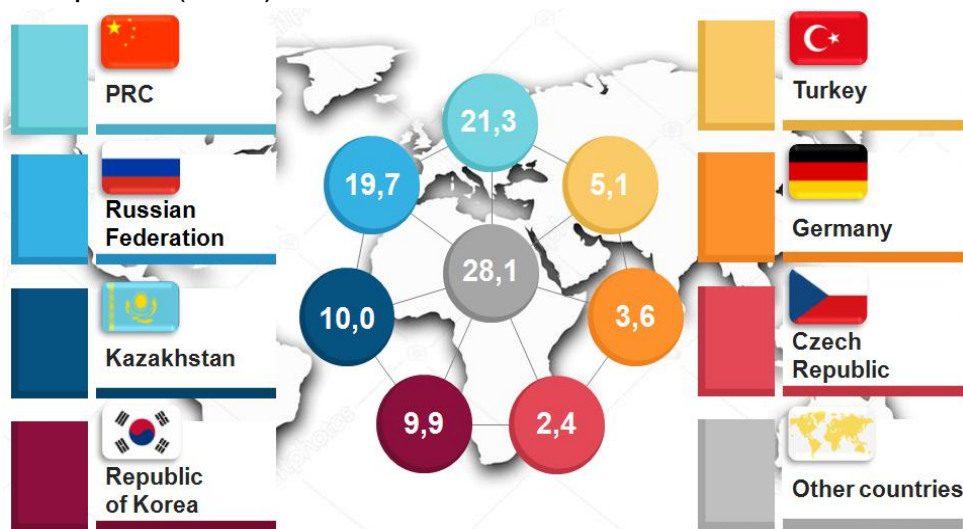 PRC
Russian
Federation
Kazakhstan
Republic
of Korea
21,3
19,7
5,1
28,1
10,0
3,6
9,9
2,4
Turkey
Germany
Czech
Republic
Other countries